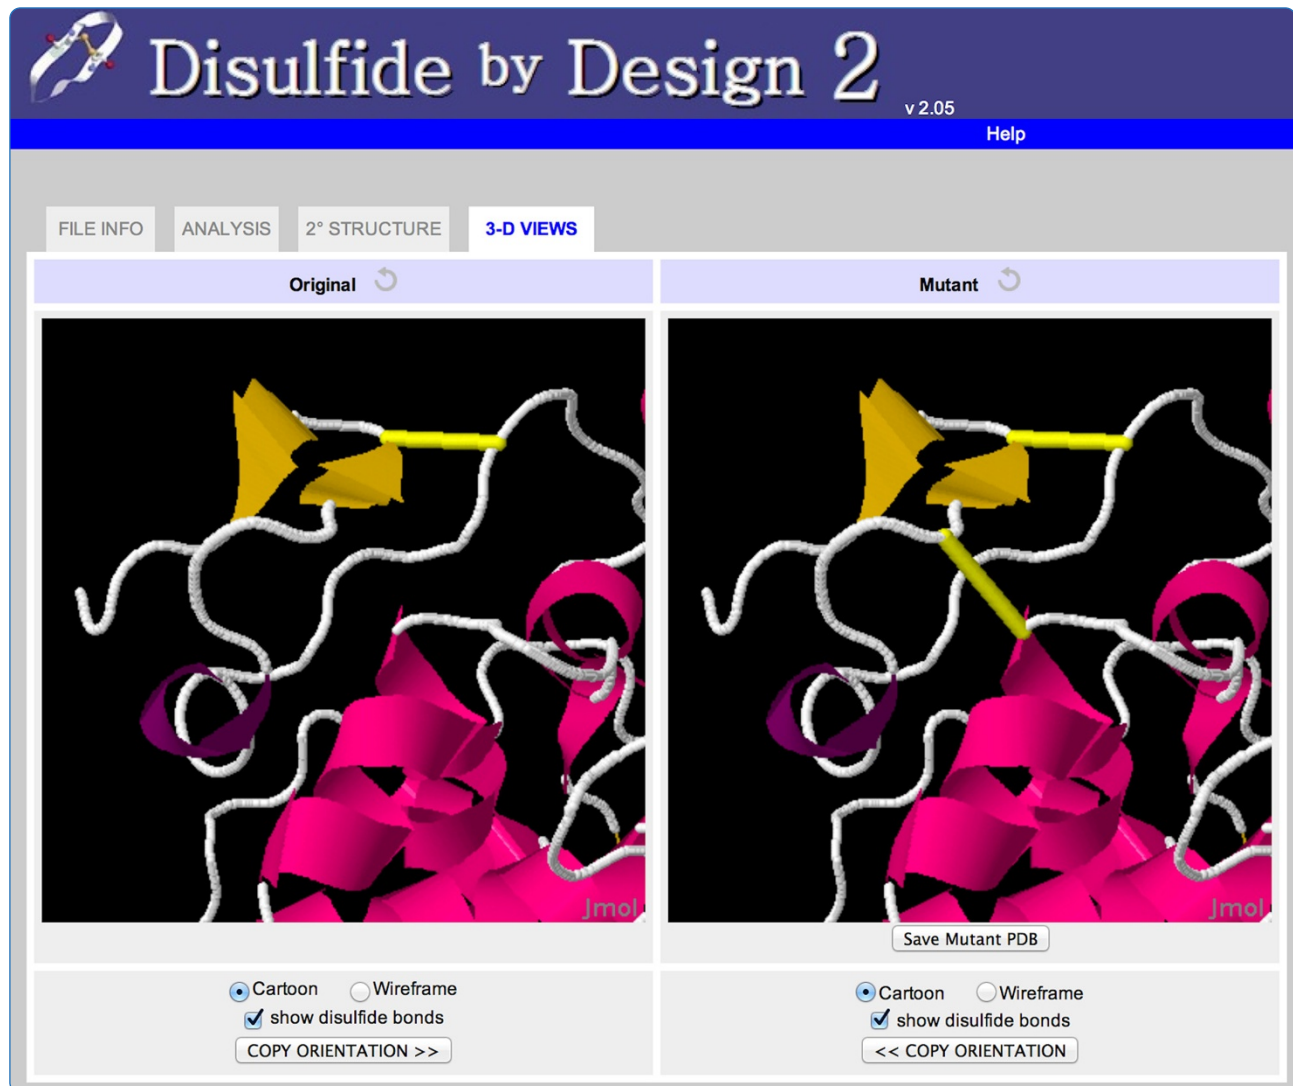 Disulfide by Design 2
v 2.05
Help
FILE INFO ANALYSIS 2° STRUCTURE 3-D VIEWS
Original Mutant
Jmol Jmol
Save Mutant PDB
Cartoon Wireframe Cartoon Wireframe
show disulfide bonds show disulfide bonds
COPY ORIENTATION >> << COPY ORIENTATION